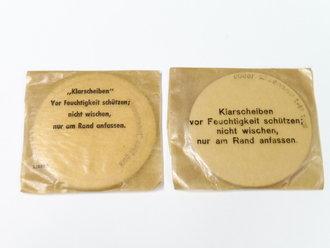 „Klarscheiben"
Vor Feuchtigkeit schützen;
nicht wischen,
nur am Rand anfassen.
Klarscheiben
vor Feuchtigkeit schützen;
nicht wischen,
nur am Rand anfassen.